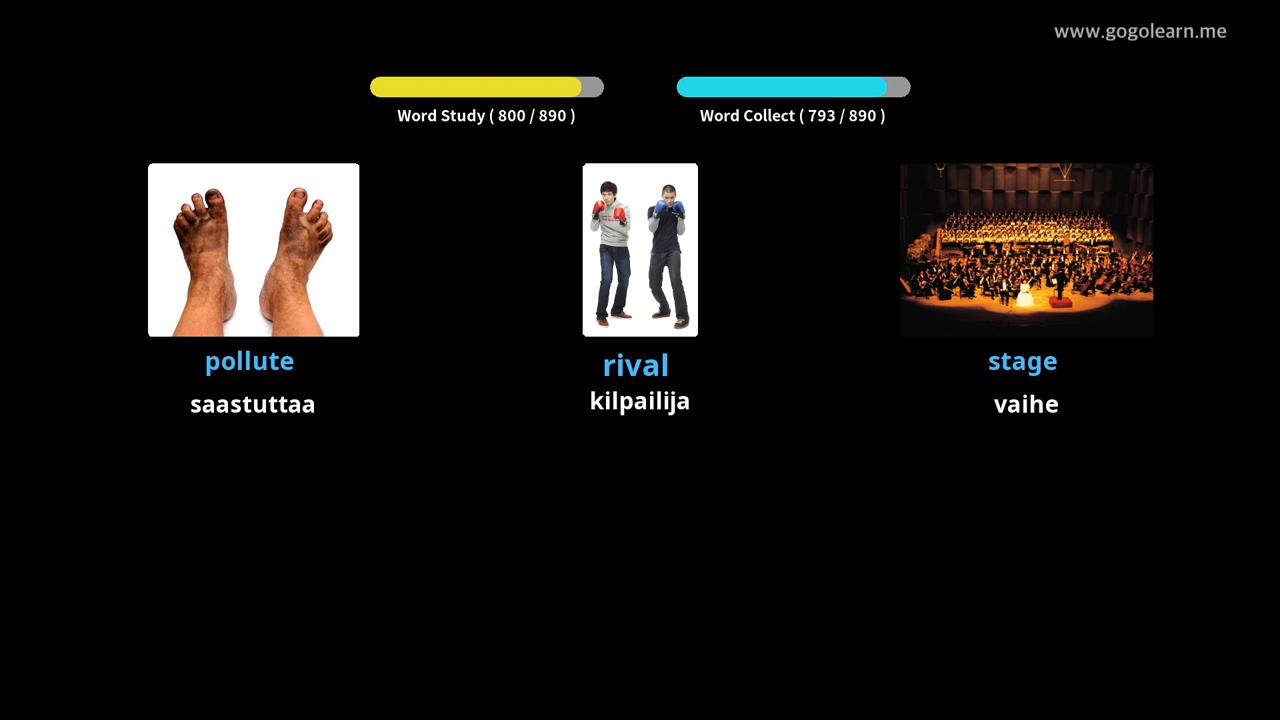 www.gogolearn.me
Word Study ( 800 / 890 )
Word Collect ( 793 / 890 )
pollute
rival
stage
saastuttaa
kilpailija
vaihe